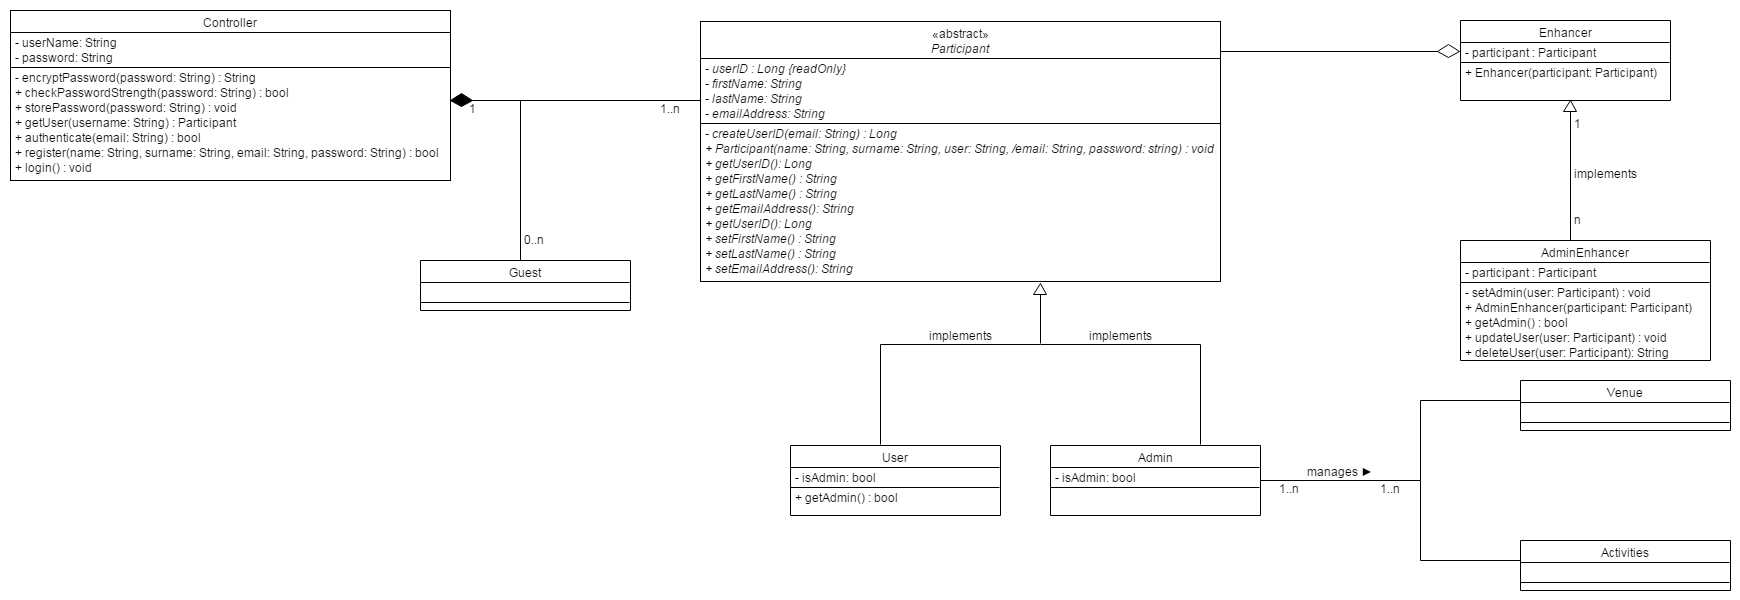 Controller
- userName: String
- password: String
- encryptPassword(password: String) : String
+ checkPasswordStrength(password: String) : bool
+ storePassword(password: String) : void
+ getUser(username: String) : Participant
+ authenticate(email: String) : bool
+ register(name: String, surname: String, email: String, password: String) : bool
+ login() : void
1
1..n
0..n
Guest
«abstract»
Participant
- userID : Long {readOnly}
- firstName: String
- lastName: String
- emailAddress: String
- createUserID(email: String) : Long
+ Participant(name: String, surname: String, user: String, /email: String, password: string) : void
+ getUserID(): Long
+ getFirstName() : String
+ getLastName() : String
+ getEmailAddress(): String
+ getUserID(): Long
+ setFirstName() : String
+ setLastName() : String
+ setEmailAddress(): String
implements
implements
User
- isAdmin: bool
+ getAdmin() : bool
Admin
- isAdmin: bool
manages ►
1..n
1..n
Enhancer
- participant : Participant
+ Enhancer(participant: Participant)
1
implements
n
AdminEnhancer
- participant : Participant
- setAdmin(user: Participant) : void
+ AdminEnhancer(participant: Participant)
+ getAdmin() : bool
+ updateUser(user: Participant) : void
+ deleteUser(user: Participant): String
Venue
Activities